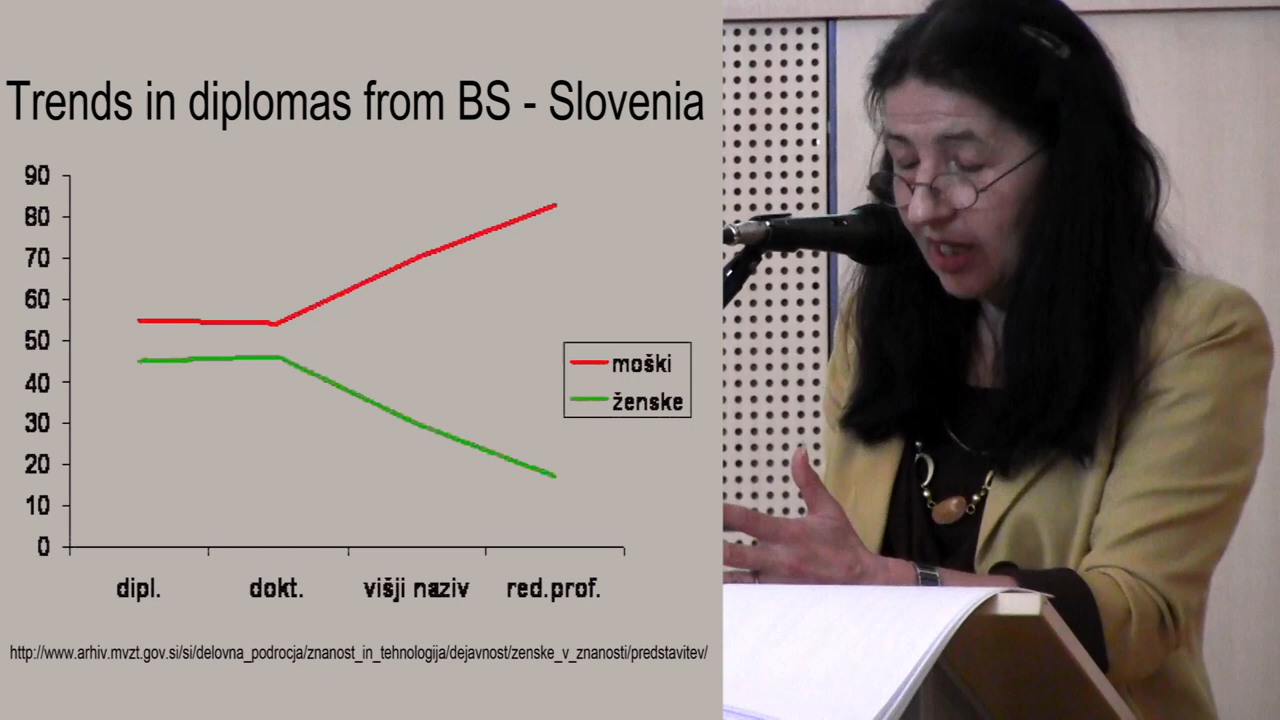 Trends in diplomas from BS - Slovenia
90
80
70
60
50
40
30
20
10
0
moški
ženske
dipl. dokt. višji naziv red.prof.
http://www.arhiv.mvzt.gov.si/si/delovna_podrocja/znanost_in_tehnologija/dejavnost/zenske_v_znanosti/predstavitev/